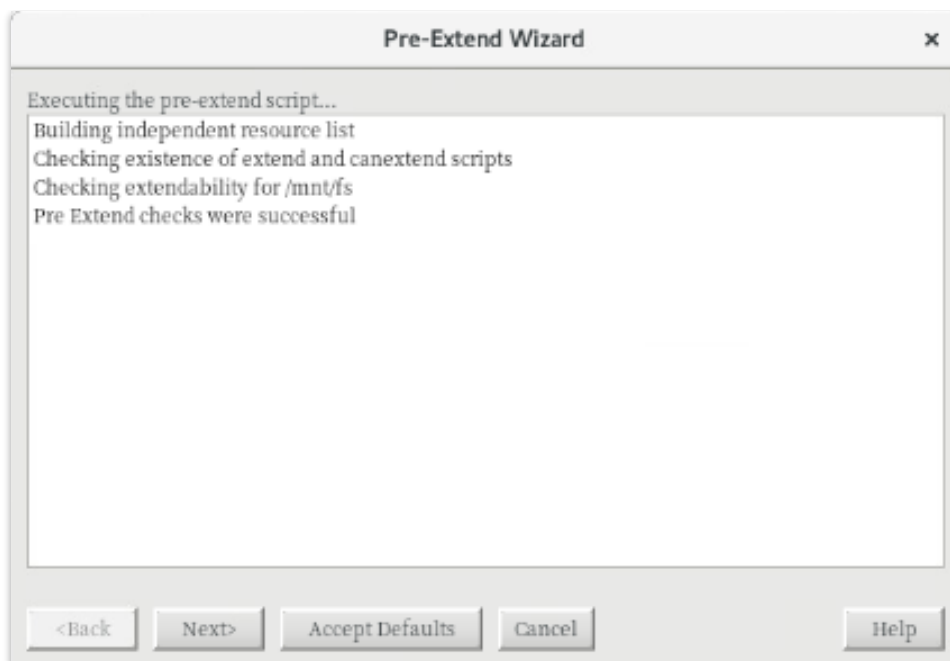 Pre-Extend Wizard ×
Executing the pre-extend script...
Building independent resource list
Checking existence of extend and canextend scripts
Checking extendability for /mnt/fs
Pre Extend checks were successful
<Back Next> Accept Defaults Cancel Help